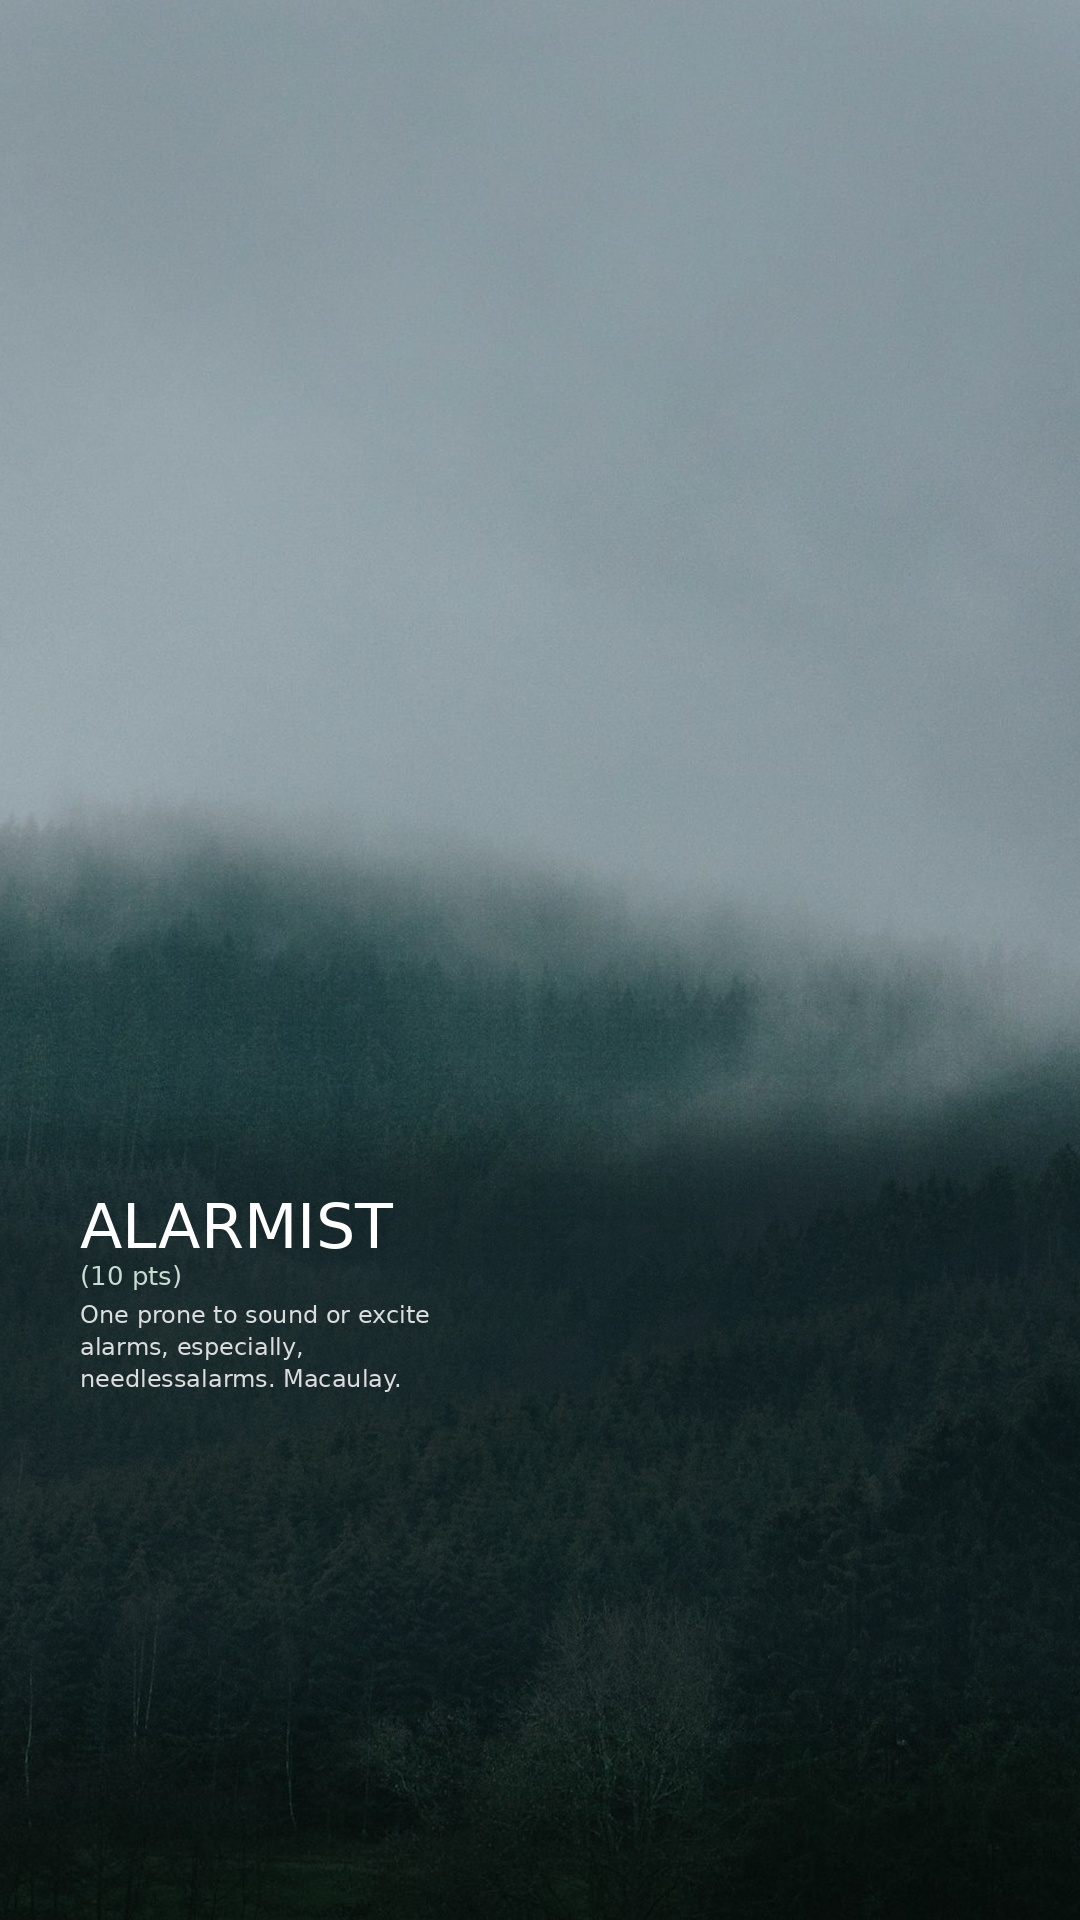 ALARMIST
(10 pts)
One prone to sound or excite
alarms, especially,
needlessalarms. Macaulay.